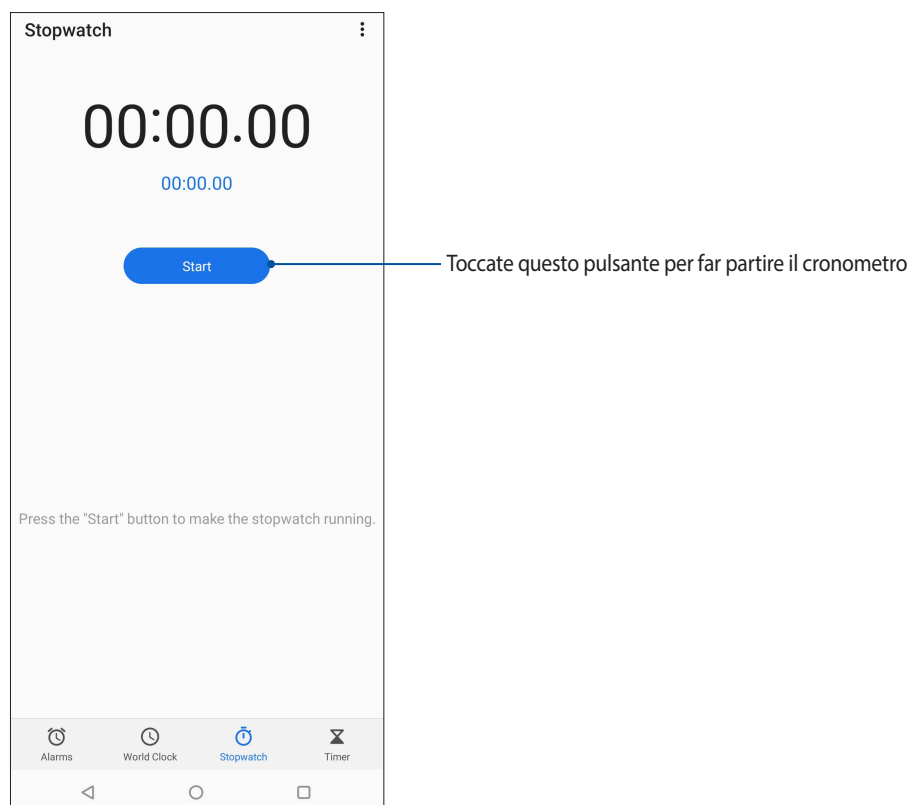 Stopwatch
00:00.00
00:00.00
Start
Toccate questo pulsante per far partire il cronometro
Press the "Start" button to make the stopwatch running.
Alarms
World Clock
Stopwatch
Timer